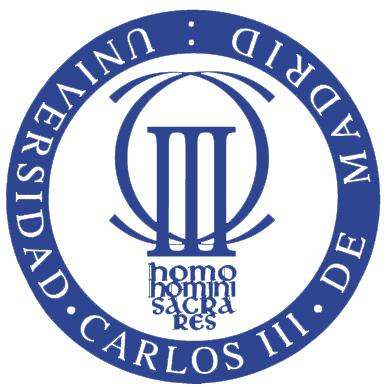 UNIVERSIDAD · CARLOS III · DE MADRID :
III
homo
homini
SACRA
RES